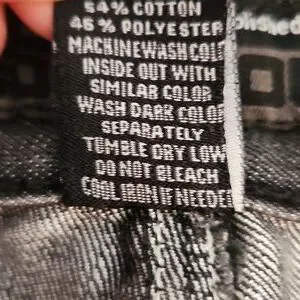 54% COTTON
46% POLYESTER
MACHINE WASH COLD
INSIDE OUT WITH
SIMILAR COLOR
WASH DARK COLOR
SEPARATELY
TUMBLE DRY LOW
DO NOT BLEACH
COOL IRON IF NEEDED